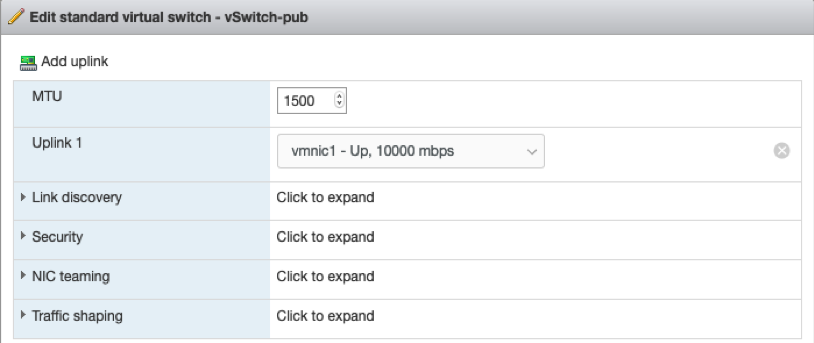 Edit standard virtual switch - vSwitch-pub
Add uplink
MTU 1500
Uplink 1 vmnic1 - Up, 10000 mbps
Link discovery Click to expand
Security Click to expand
NIC teaming Click to expand
Traffic shaping Click to expand